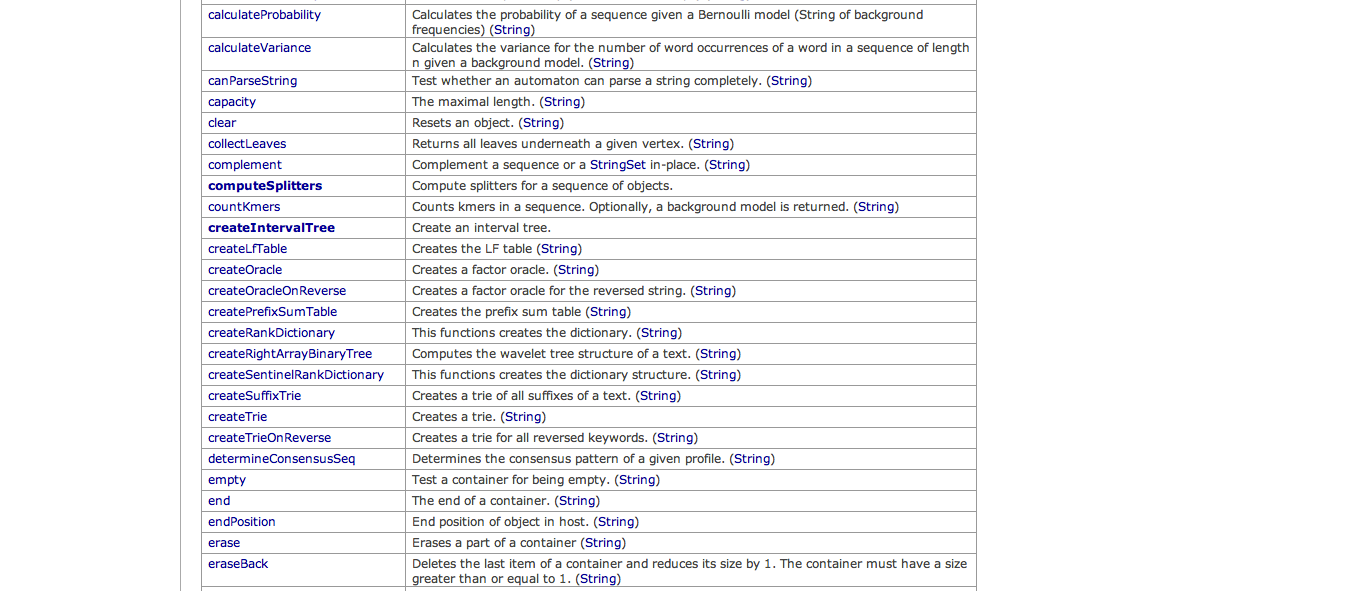 calculateProbability Calculates the probability of a sequence given a Bernoulli model (String of background
frequencies) (String)
calculateVariance Calculates the variance for the number of word occurrences of a word in a sequence of length
n given a background model. (String)
canParseString Test whether an automaton can parse a string completely. (String)
capacity The maximal length. (String)
clear Resets an object. (String)
collectLeaves Returns all leaves underneath a given vertex. (String)
complement Complement a sequence or a StringSet in-place. (String)
computeSplitters Compute splitters for a sequence of objects.
countKmers Counts kmers in a sequence. Optionally, a background model is returned. (String)
createIntervalTree Create an interval tree.
createLfTable Creates the LF table (String)
createOracle Creates a factor oracle. (String)
createOracleOnReverse Creates a factor oracle for the reversed string. (String)
createPrefixSumTable Creates the prefix sum table (String)
createRankDictionary This functions creates the dictionary. (String)
createRightArrayBinaryTree Computes the wavelet tree structure of a text. (String)
createSentinelRankDictionary This functions creates the dictionary structure. (String)
createSuffixTrie Creates a trie of all suffixes of a text. (String)
createTrie Creates a trie. (String)
createTrieOnReverse Creates a trie for all reversed keywords. (String)
determineConsensusSeq Determines the consensus pattern of a given profile. (String)
empty Test a container for being empty. (String)
end The end of a container. (String)
endPosition End position of object in host. (String)
erase Erases a part of a container (String)
eraseBack Deletes the last item of a container and reduces its size by 1. The container must have a size
greater than or equal to 1. (String)